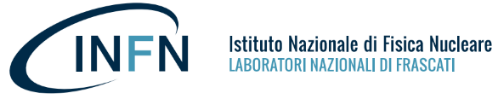 INFN
Istituto Nazionale di Fisica Nucleare
LABORATORI NAZIONALI DI FRASCATI